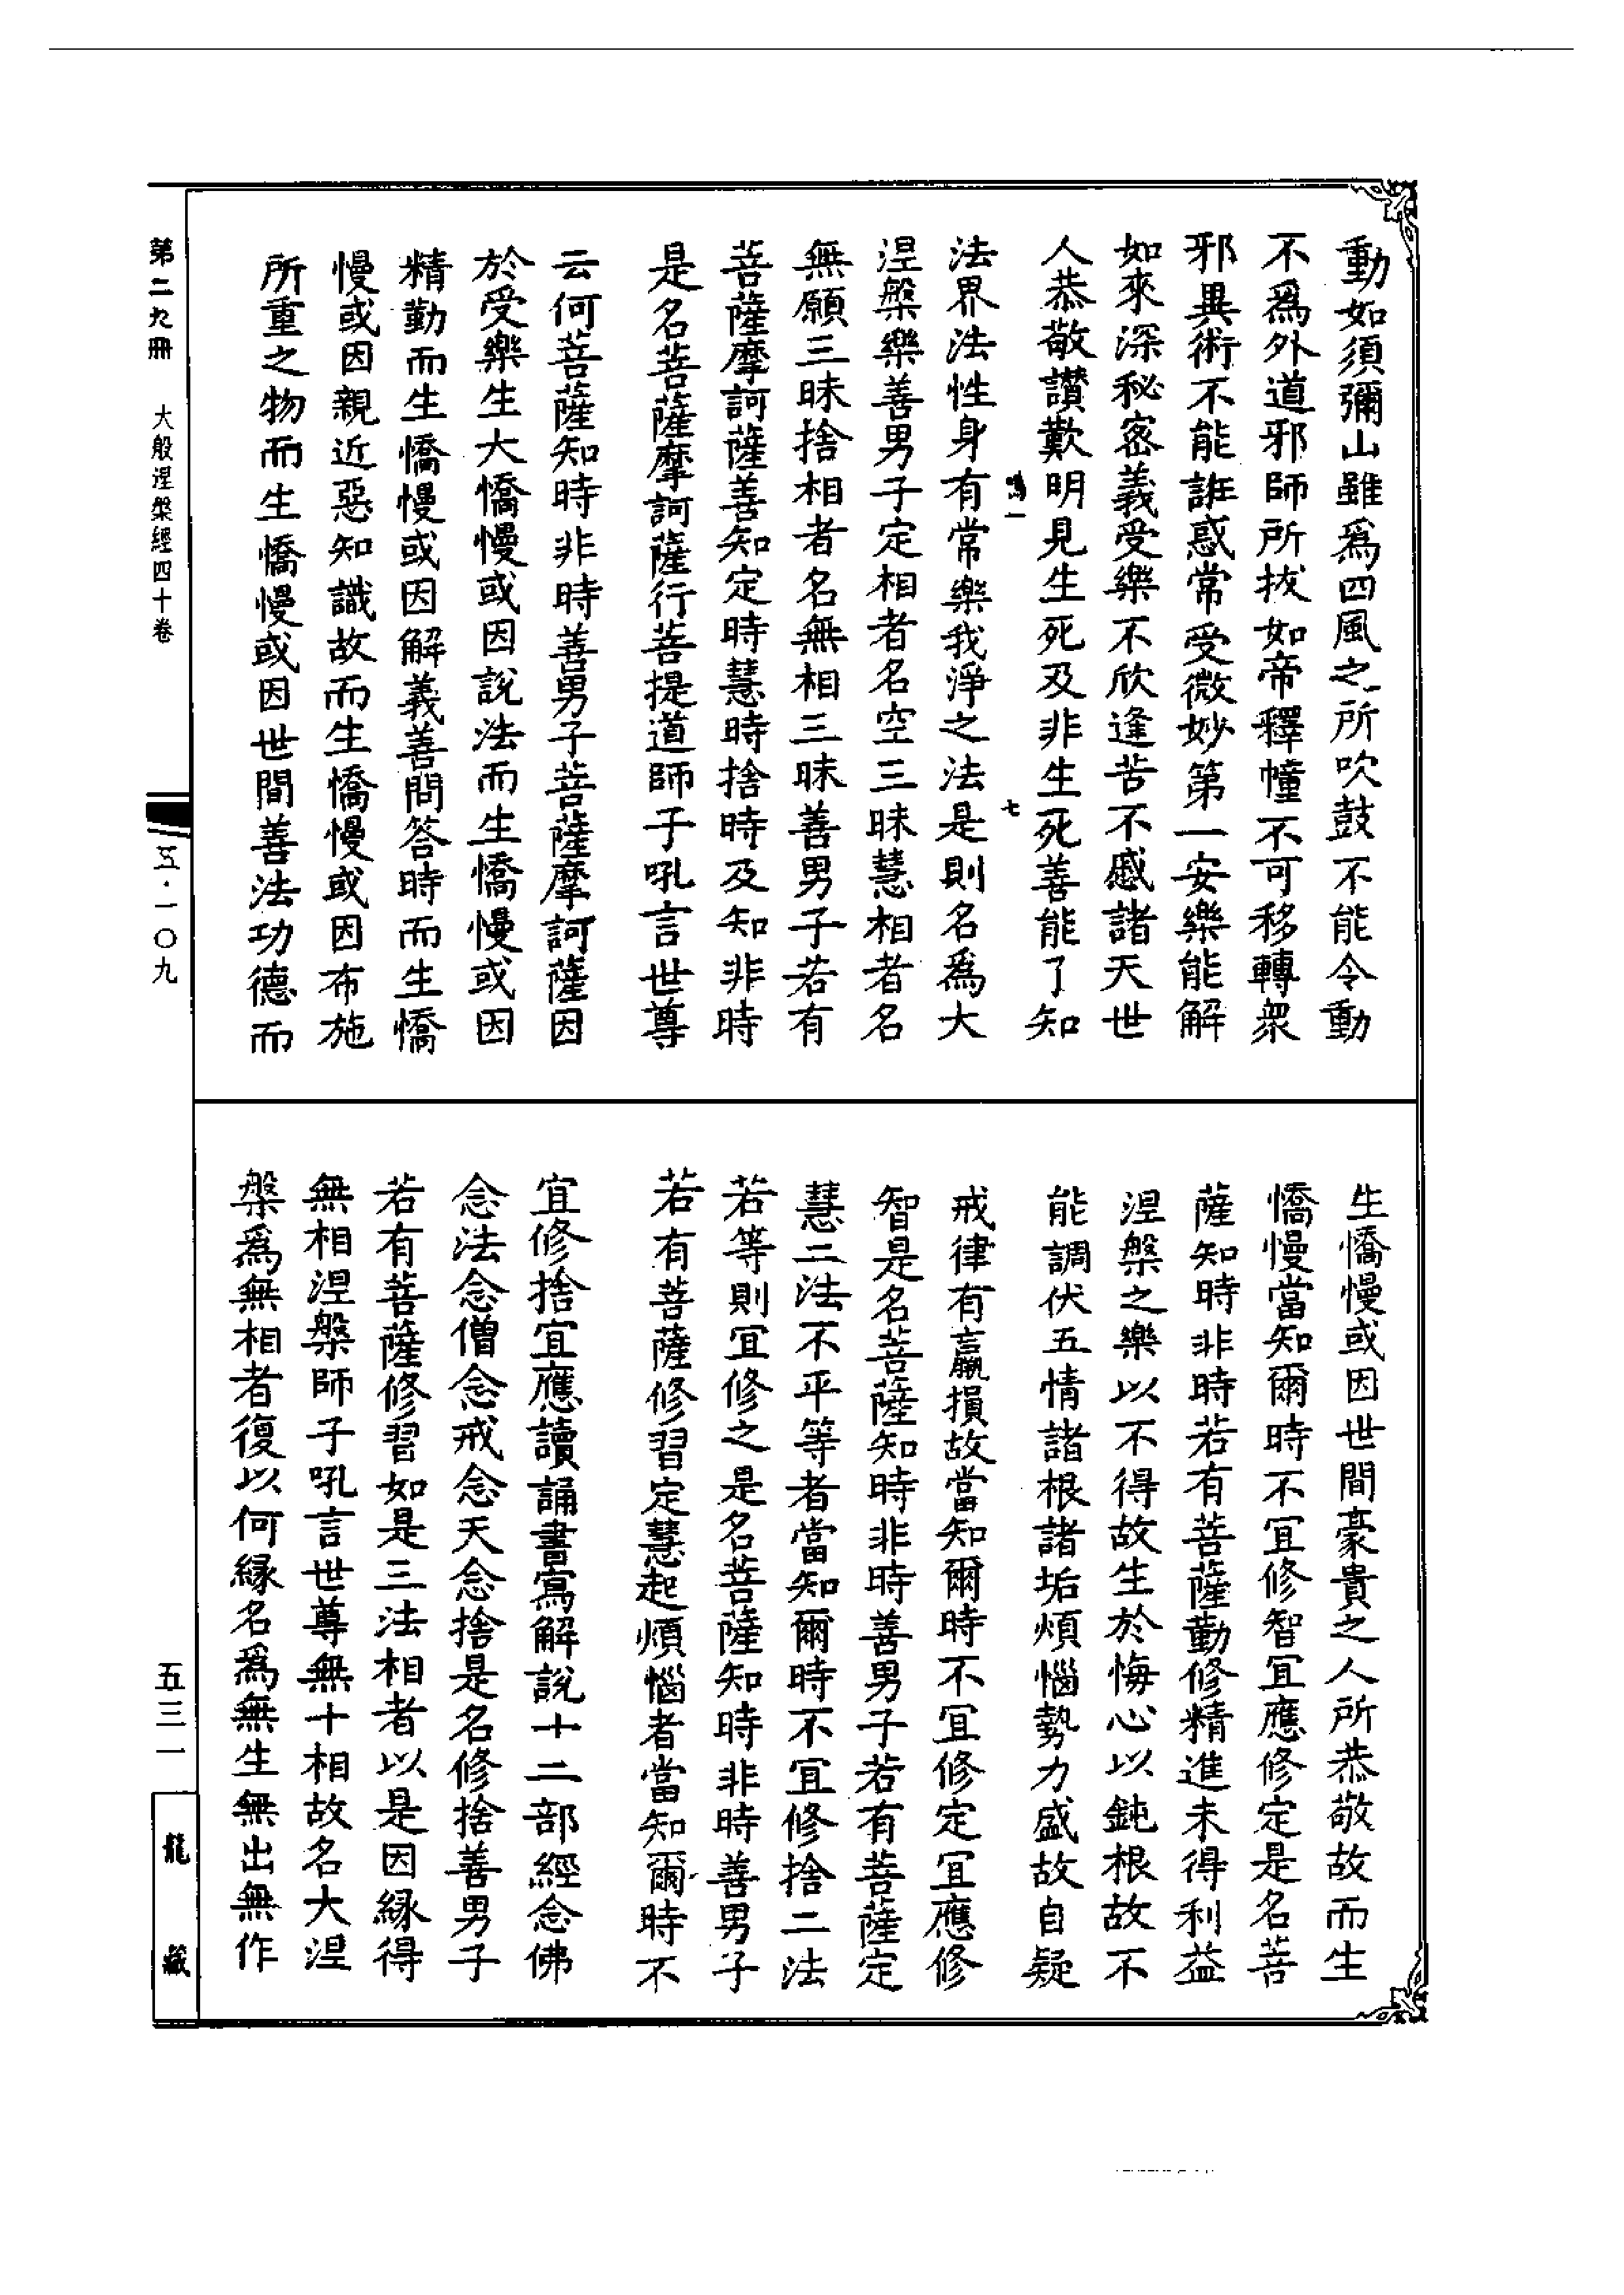 動如須彌山雖爲四風之所吹鼓不能令動
不爲外道邪師所拔如帝釋幢不可移轉衆
邪異術不能誑惑常受微妙第一安樂能解
如來深秘密義受樂不欣逢苦不慼諸天世
人恭敬讃歎明見生死及非生死善能了知
鳴一　七
法界法性身有常樂我淨之法是則名爲大
涅槃樂善男子定相者名空三昧慧相者名
無願三昧捨相者名無相三昧善男子若有
菩薩摩訶薩善知定時慧時捨時及知非時
是名菩薩摩訶薩行菩提道師子吼言世尊
云何菩薩知時非時善男子菩薩摩訶薩因
於受樂生大憍慢或因說法而生憍慢或因
精勤而生憍慢或因解義善問答時而生憍
慢或因親近惡知識故而生憍慢或因布施
所重之物而生憍慢或因世間善法功德而
生憍慢或因世間豪貴之人所恭敬故而生
憍慢當知爾時不宜修智宜應修定是名菩
薩知時非時若有菩薩勤修精進未得利益
涅槃之樂以不得故生於悔心以鈍根故不
能調伏五情諸根諸垢煩惱勢力盛故自疑
戒律有羸損故當知爾時不宜修定宜應修
智是名菩薩知時非時善男子若有菩薩定
慧二法不平等者當知爾時不宜修捨二法
若等則宜修之是名菩薩知時非時善男子
若有菩薩修習定慧起煩惱者當知爾時不
宜修捨宜應讀誦書寫解說十二部經念佛
念法念僧念戒念天念捨是名修捨善男子
若有菩薩修習如是三法相者以是因緣得
無相涅槃師子吼言世尊無十相故名大涅
槃爲無相者復以何緣名爲無生無出無作
第二九冊　大般涅槃經四十卷
五·一〇九
五三一
龍藏